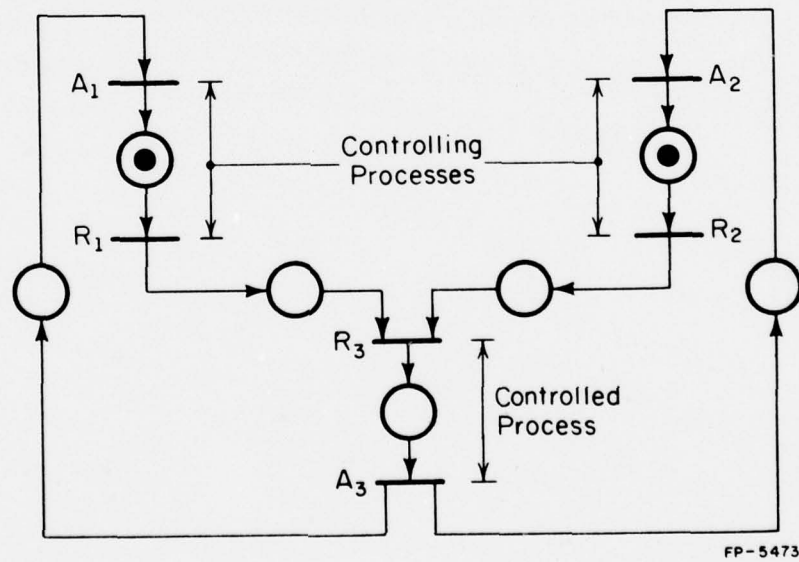 A1
A2
Controlling
Processes
R1
R2
R3
Controlled
Process
A3
FP-5473